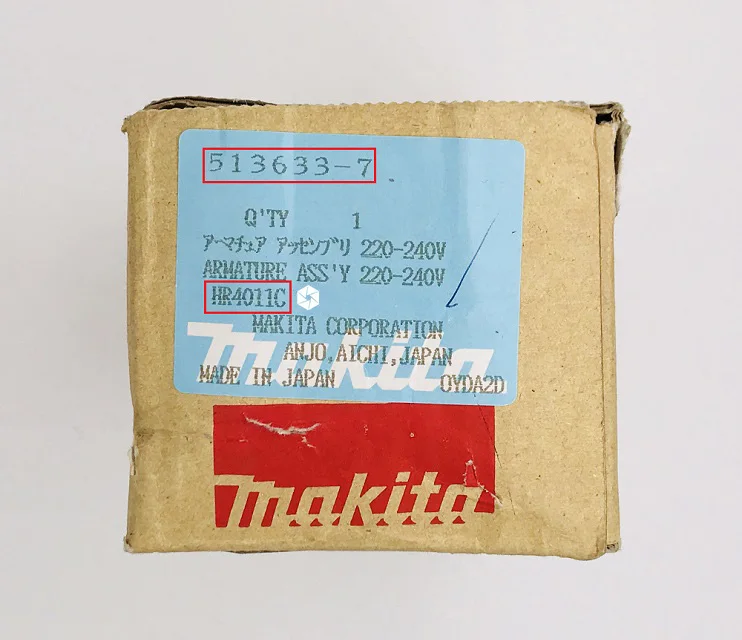 513633-7
Q'TY 1
アーマチュア アッセンブリ 220-240V
ARMATURE ASS'Y 220-240V
HR4011C
MAKITA CORPORATION
ANJO,AICHI,JAPAN
makita
MADE IN JAPAN OYDA2D
makita